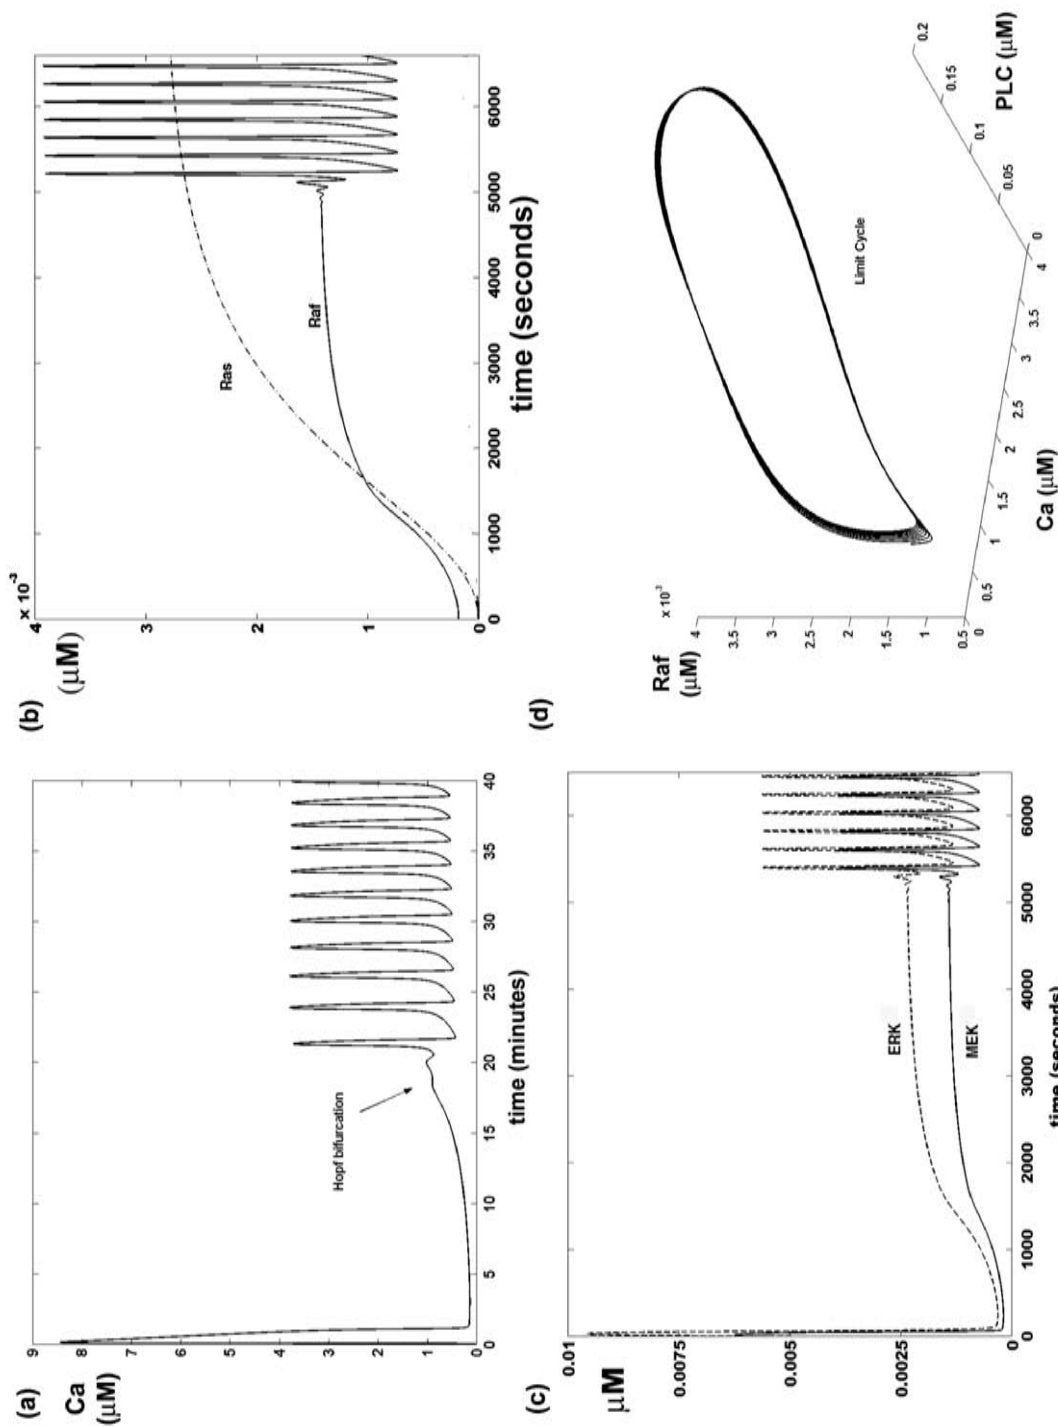 (a)
Ca
(μM)
9
8
7
6
5
4
3
2
1
0
Hopf bifurcation
0
5
10
15
20
25
30
35
40
time (minutes)
(b)
x 10⁻³
(μM)
4
3
2
1
0
Ras
Raf
0
1000
2000
3000
4000
5000
6000
time (seconds)
(c)
μM
0.01
0.0075
0.005
0.0025
0
ERK
MEK
0
1000
2000
3000
4000
5000
6000
time (seconds)
(d)
Raf
(μM)
x 10⁻³
4
3.5
3
2.5
2
1.5
1
0.5
Limit Cycle
0
0.5
1
1.5
2
2.5
3
3.5
4
Ca (μM)
0
0.05
0.1
0.15
0.2
PLC (μM)